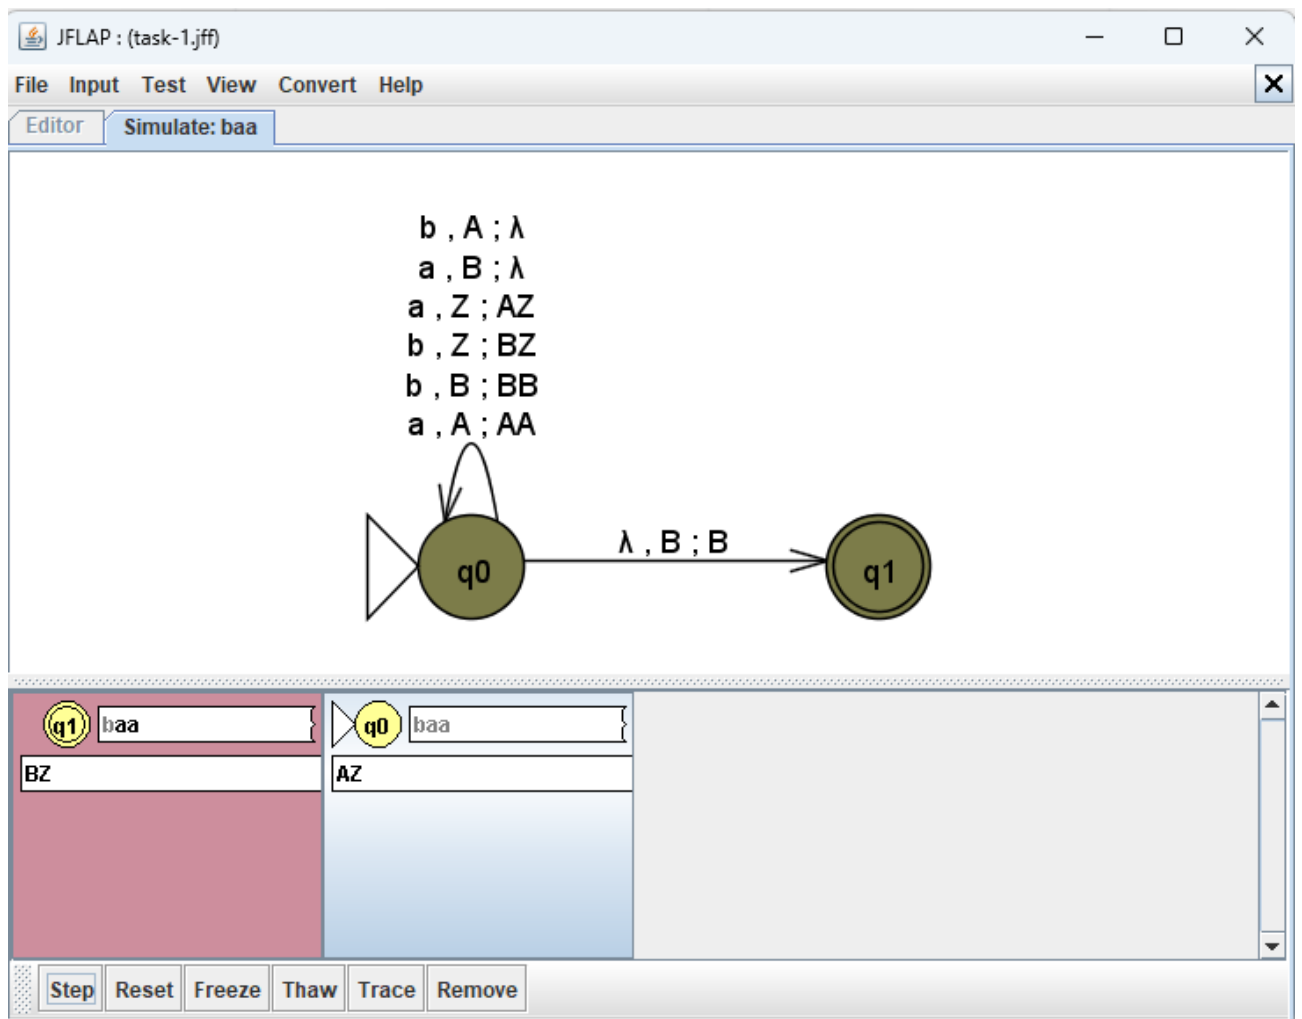 JFLAP : (task-1.jff)
File Input Test View Convert Help
Editor Simulate: baa
b , A ; λ
a , B ; λ
a , Z ; AZ
b , Z ; BZ
b , B ; BB
a , A ; AA
λ , B ; B
q0 q1
q1 baa q0 baa
BZ AZ
Step Reset Freeze Thaw Trace Remove